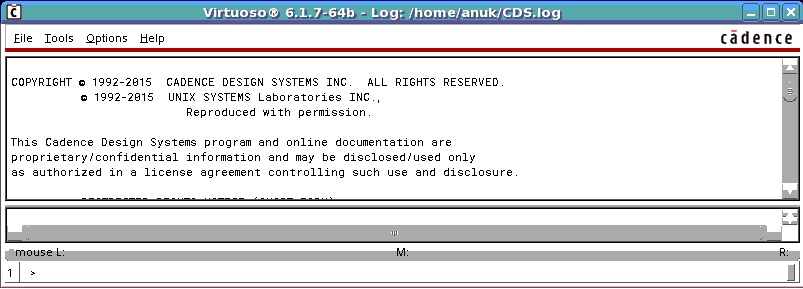 Virtuoso® 6.1.7-64b - Log: /home/anuk/CDS.log
File Tools Options Help
cādence
COPYRIGHT © 1992-2015 CADENCE DESIGN SYSTEMS INC. ALL RIGHTS RESERVED.
© 1992-2015 UNIX SYSTEMS Laboratories INC.,
Reproduced with permission.
This Cadence Design Systems program and online documentation are
proprietary/confidential information and may be disclosed/used only
as authorized in a license agreement controlling such use and disclosure.
mouse L: M: R:
1 >